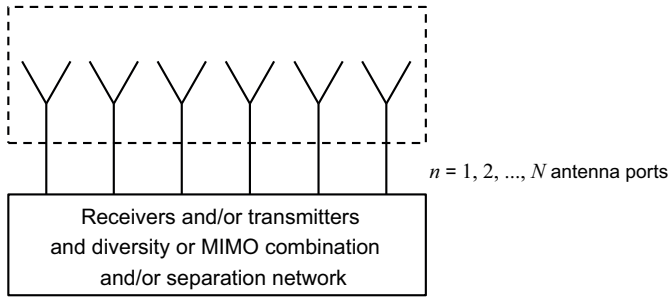 n = 1, 2, ..., N antenna ports
Receivers and/or transmitters
and diversity or MIMO combination
and/or separation network